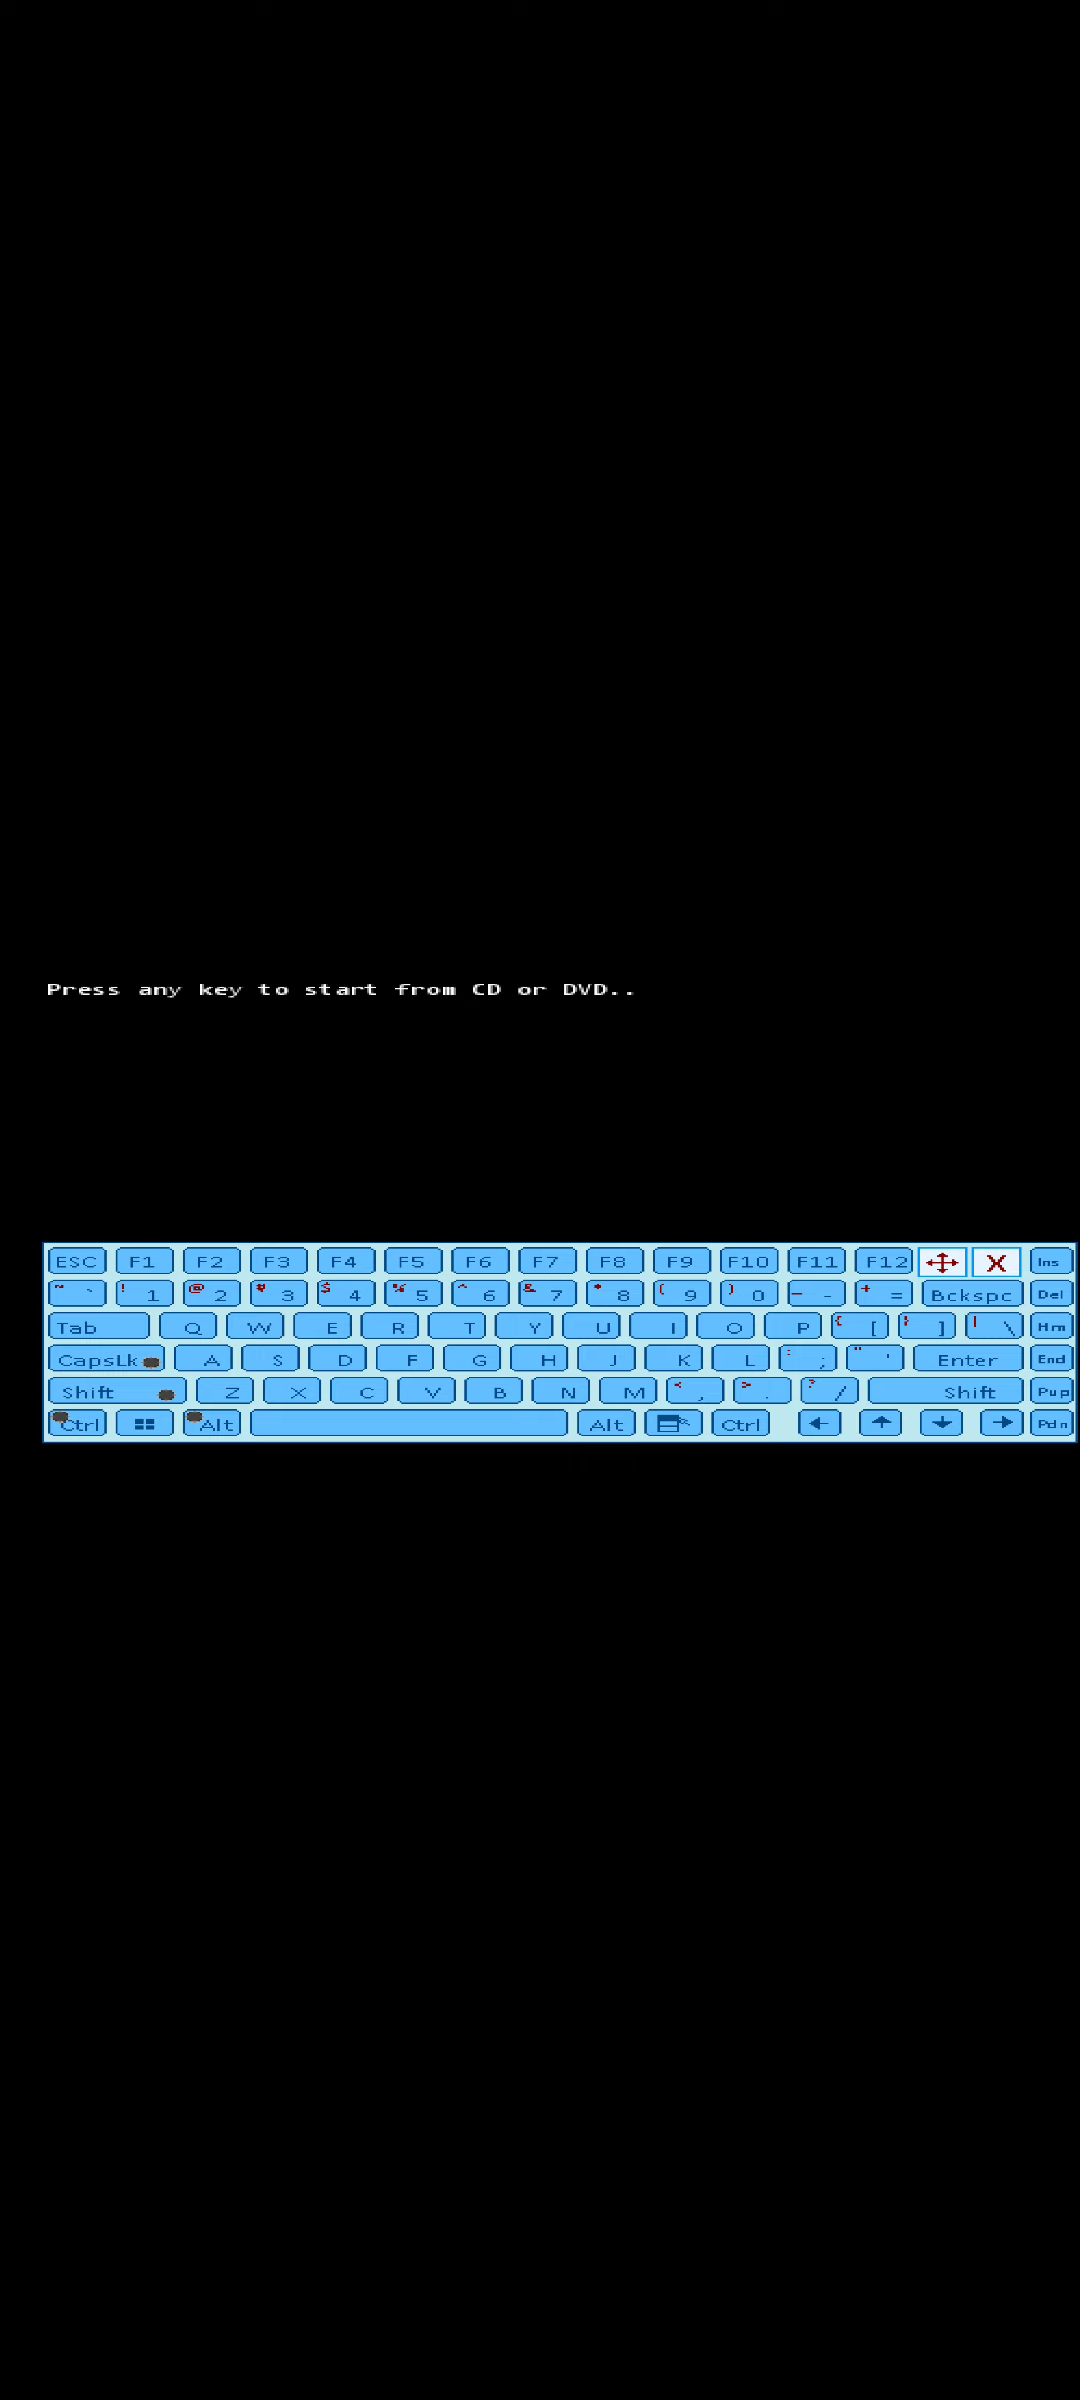 Press any key to start from CD or DVD..
ESC F1 F2 F3 F4 F5 F6 F7 F8 F9 F10 F11 F12 X Ins
~ ` ! 1 @ 2 # 3 $ 4 % 5 ^ 6 & 7 * 8 ( 9 ) 0 _ - + = Bckspc Del
Tab Q W E R T Y U I O P { [ } ] | \ Hm
CapsLk A S D F G H J K L : ; " ' Enter End
Shift Z X C V B N M < , > . ? / Shift Pup
Ctrl Alt Alt Ctrl ← ↑ ↓ → Pdn